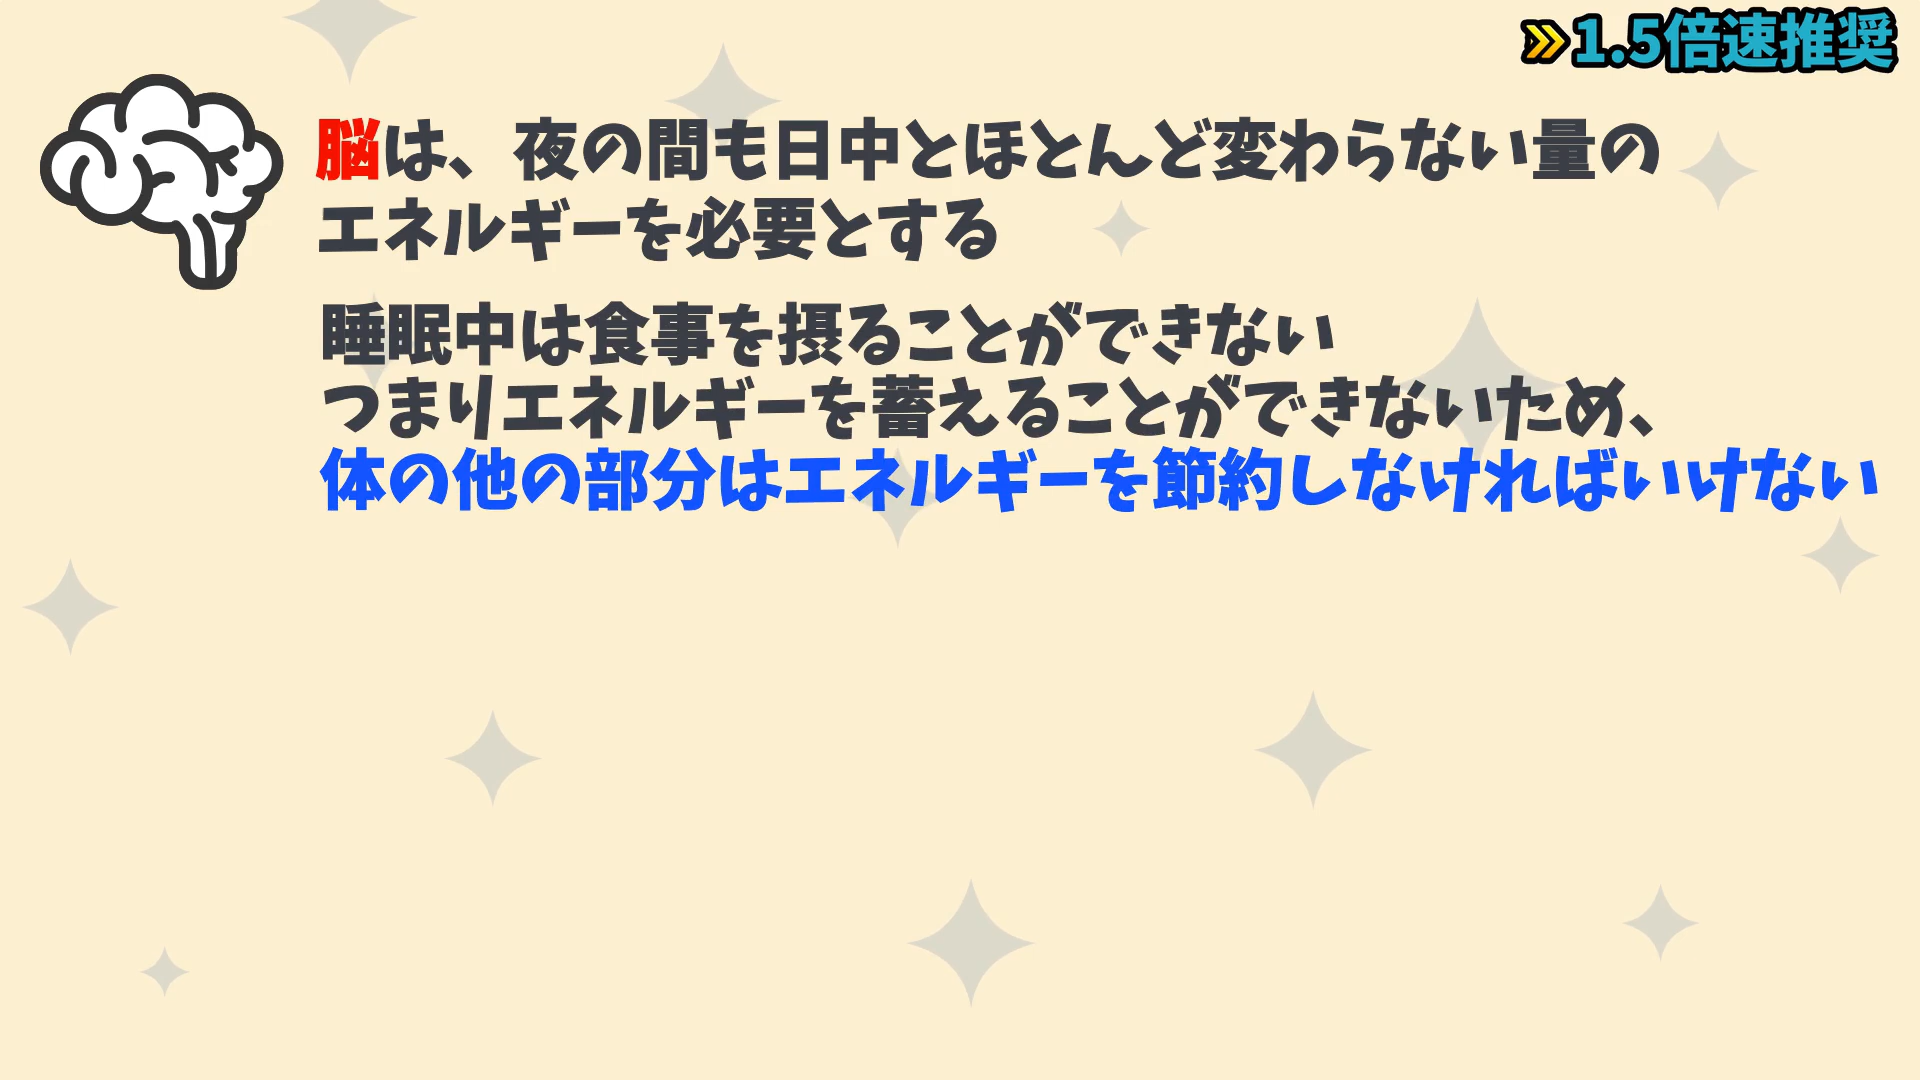 1.5倍速推奨
脳は、夜の間も日中とほとんど変わらない量の
エネルギーを必要とする
睡眠中は食事を摂ることができない
つまりエネルギーを蓄えることができないため、
体の他の部分はエネルギーを節約しなければいけない